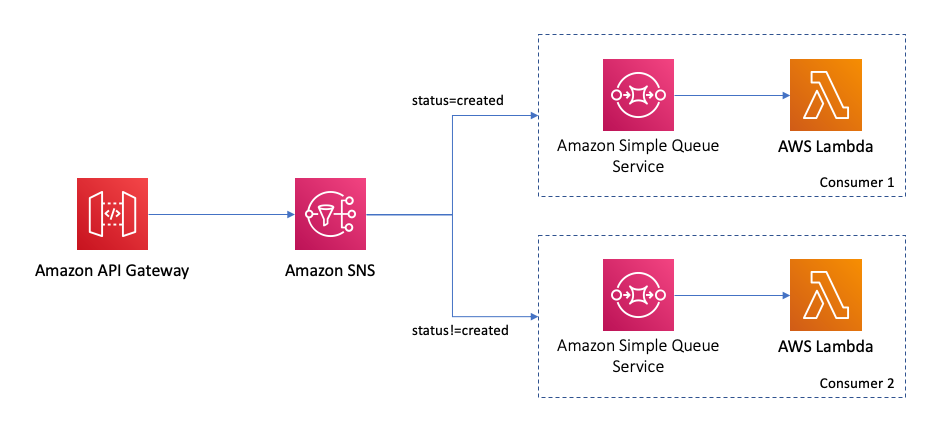 status=created
Amazon Simple Queue
Service
AWS Lambda
Consumer 1
Amazon API Gateway
Amazon SNS
status!=created
Amazon Simple Queue
Service
AWS Lambda
Consumer 2